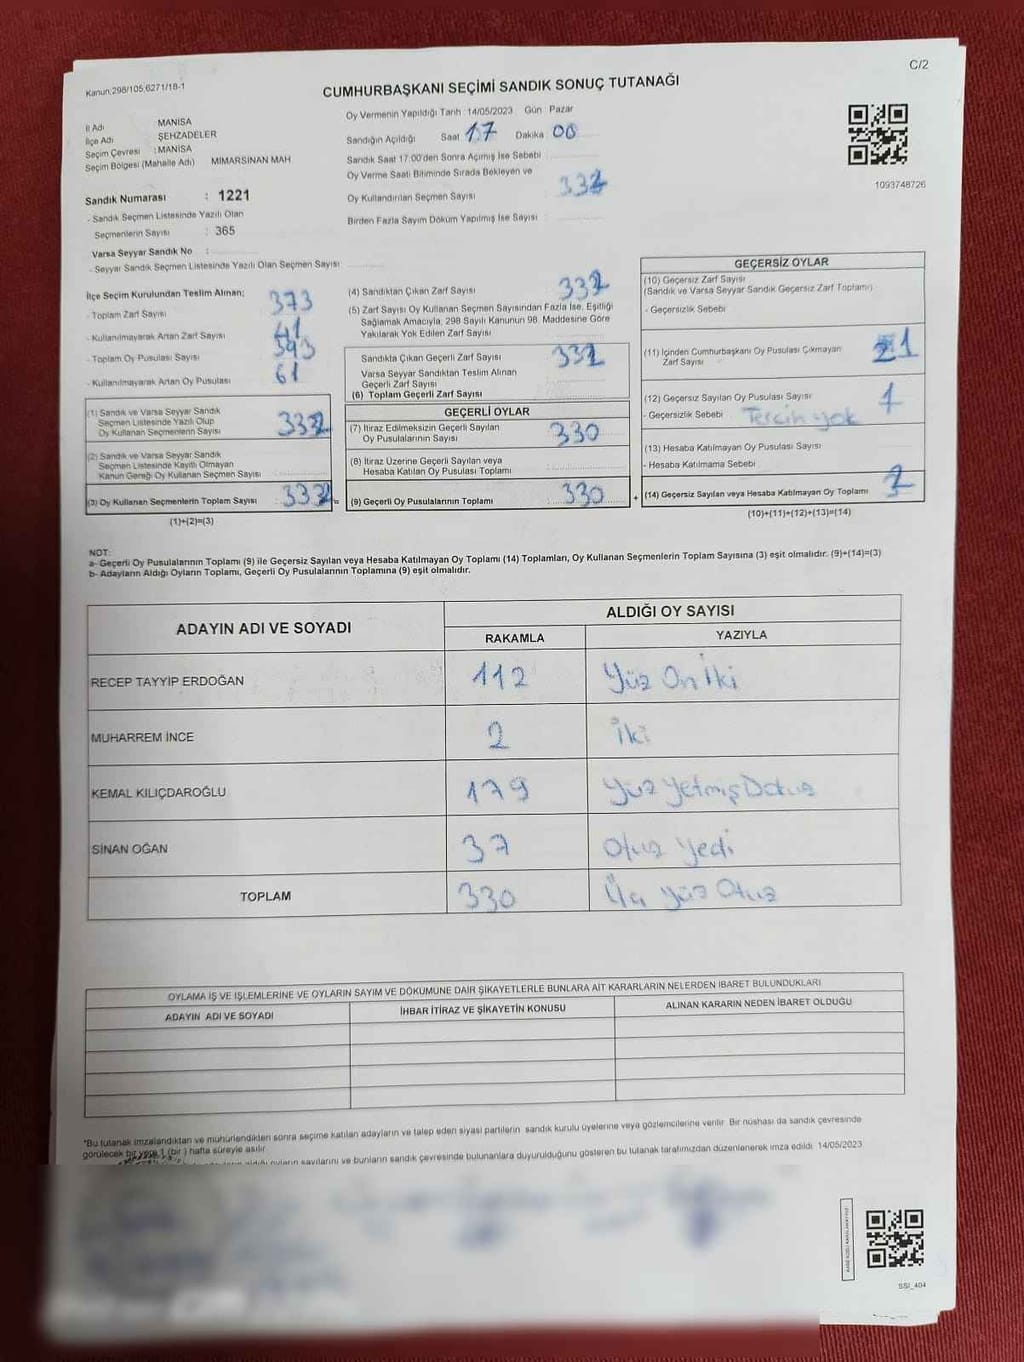 C/2
Kanun:298/105,6271/18-1
CUMHURBAŞKANI SEÇİMİ SANDIK SONUÇ TUTANAĞI
İl Adı MANİSA
İlçe Adı ŞEHZADELER
Seçim Çevresi :MANİSA
Seçim Bölgesi (Mahalle Adı) MİMARSİNAN MAH
Sandık Numarası : 1221
- Sandık Seçmen Listesinde Yazılı Olan
Seçmenlerin Sayısı : 365
Varsa Seyyar Sandık No :
- Seyyar Sandık Seçmen Listesinde Yazılı Olan Seçmen Sayısı
Oy Vermenin Yapıldığı Tarih :14/05/2023 Gün : Pazar
Sandığın Açıldığı Saat 17 Dakika 00
Sandık Saat 17.00'den Sonra Açılmış İse Sebebi
Oy Verme Saati Bitiminde Sırada Bekleyen ve
Oy Kullandırılan Seçmen Sayısı 332
Birden Fazla Sayım Döküm Yapılmış İse Sayısı
1093748726
İlçe Seçim Kurulundan Teslim Alınan;
- Toplam Zarf Sayısı 373
- Kullanılmayarak Artan Zarf Sayısı 41
- Toplam Oy Pusulası Sayısı 393
- Kullanılmayarak Artan Oy Pusulası 61
(1) Sandık ve Varsa Seyyar Sandık
Seçmen Listesinde Yazılı Olup
Oy Kullanan Seçmenlerin Sayısı 332
(2) Sandık ve Varsa Seyyar Sandık
Seçmen Listesinde Kayıtlı Olmayan
Kanun Gereği Oy Kullanan Seçmen Sayısı
(3) Oy Kullanan Seçmenlerin Toplam Sayısı 332 =
(1)+(2)=(3)
(4) Sandıktan Çıkan Zarf Sayısı 332
(5) Zarf Sayısı Oy Kullanan Seçmen Sayısından Fazla İse, Eşitliği
Sağlamak Amacıyla, 298 Sayılı Kanunun 98. Maddesine Göre
Yakılarak Yok Edilen Zarf Sayısı
Sandıkta Çıkan Geçerli Zarf Sayısı 332
Varsa Seyyar Sandıktan Teslim Alınan
Geçerli Zarf Sayısı
(6) Toplam Geçerli Zarf Sayısı
GEÇERLİ OYLAR
(7) İtiraz Edilmeksizin Geçerli Sayılan
Oy Pusulalarının Sayısı 330
(8) İtiraz Üzerine Geçerli Sayılan veya
Hesaba Katılan Oy Pusulası Toplamı
(9) Geçerli Oy Pusulalarının Toplamı 330 +
GEÇERSİZ OYLAR
(10) Geçersiz Zarf Sayısı
(Sandık ve Varsa Seyyar Sandık Geçersiz Zarf Toplamı)
- Geçersizlik Sebebi
(11) İçinden Cumhurbaşkanı Oy Pusulası Çıkmayan
Zarf Sayısı 1
(12) Geçersiz Sayılan Oy Pusulası Sayısı 1
- Geçersizlik Sebebi Tercih yok
(13) Hesaba Katılmayan Oy Pusulası Sayısı
- Hesaba Katılmama Sebebi
(14) Geçersiz Sayılan veya Hesaba Katılmayan Oy Toplamı 2
(10)+(11)+(12)+(13)=(14)
NOT:
a- Geçerli Oy Pusulalarının Toplamı (9) ile Geçersiz Sayılan veya Hesaba Katılmayan Oy Toplamı (14) Toplamları, Oy Kullanan Seçmenlerin Toplam Sayısına (3) eşit olmalıdır. (9)+(14)=(3)
b- Adayların Aldığı Oyların Toplamı, Geçerli Oy Pusulalarının Toplamına (9) eşit olmalıdır.
ADAYIN ADI VE SOYADI ALDIĞI OY SAYISI
RAKAMLA YAZIYLA
RECEP TAYYİP ERDOĞAN 112 Yüz On İki
MUHARREM İNCE 2 İki
KEMAL KILIÇDAROĞLU 179 Yüz Yetmiş Dokuz
SİNAN OĞAN 37 Otuz Yedi
TOPLAM 330 Üç yüz Otuz
OYLAMA İŞ VE İŞLEMLERİNE VE OYLARIN SAYIM VE DÖKÜMÜNE DAİR ŞİKAYETLERLE BUNLARA AİT KARARLARIN NELERDEN İBARET BULUNDUKLARI
ADAYIN ADI VE SOYADI İHBAR İTİRAZ VE ŞİKAYETİN KONUSU ALINAN KARARIN NEDEN İBARET OLDUĞU
*Bu tutanak imzalandıktan ve mühürlendikten sonra seçime katılan adayların ve talep eden siyasi partilerin sandık kurulu üyelerine veya gözlemcilerine verilir. Bir nüshası da sandık çevresinde
görülecek bir yere 1 (bir) hafta süreyle asılır
oyların sayılarını ve bunların sandık çevresinde bulunanlara duyurulduğunu gösteren bu tutanak tarafımızdan düzenlenerek imza edildi. 14/05/2023
SSİ_404